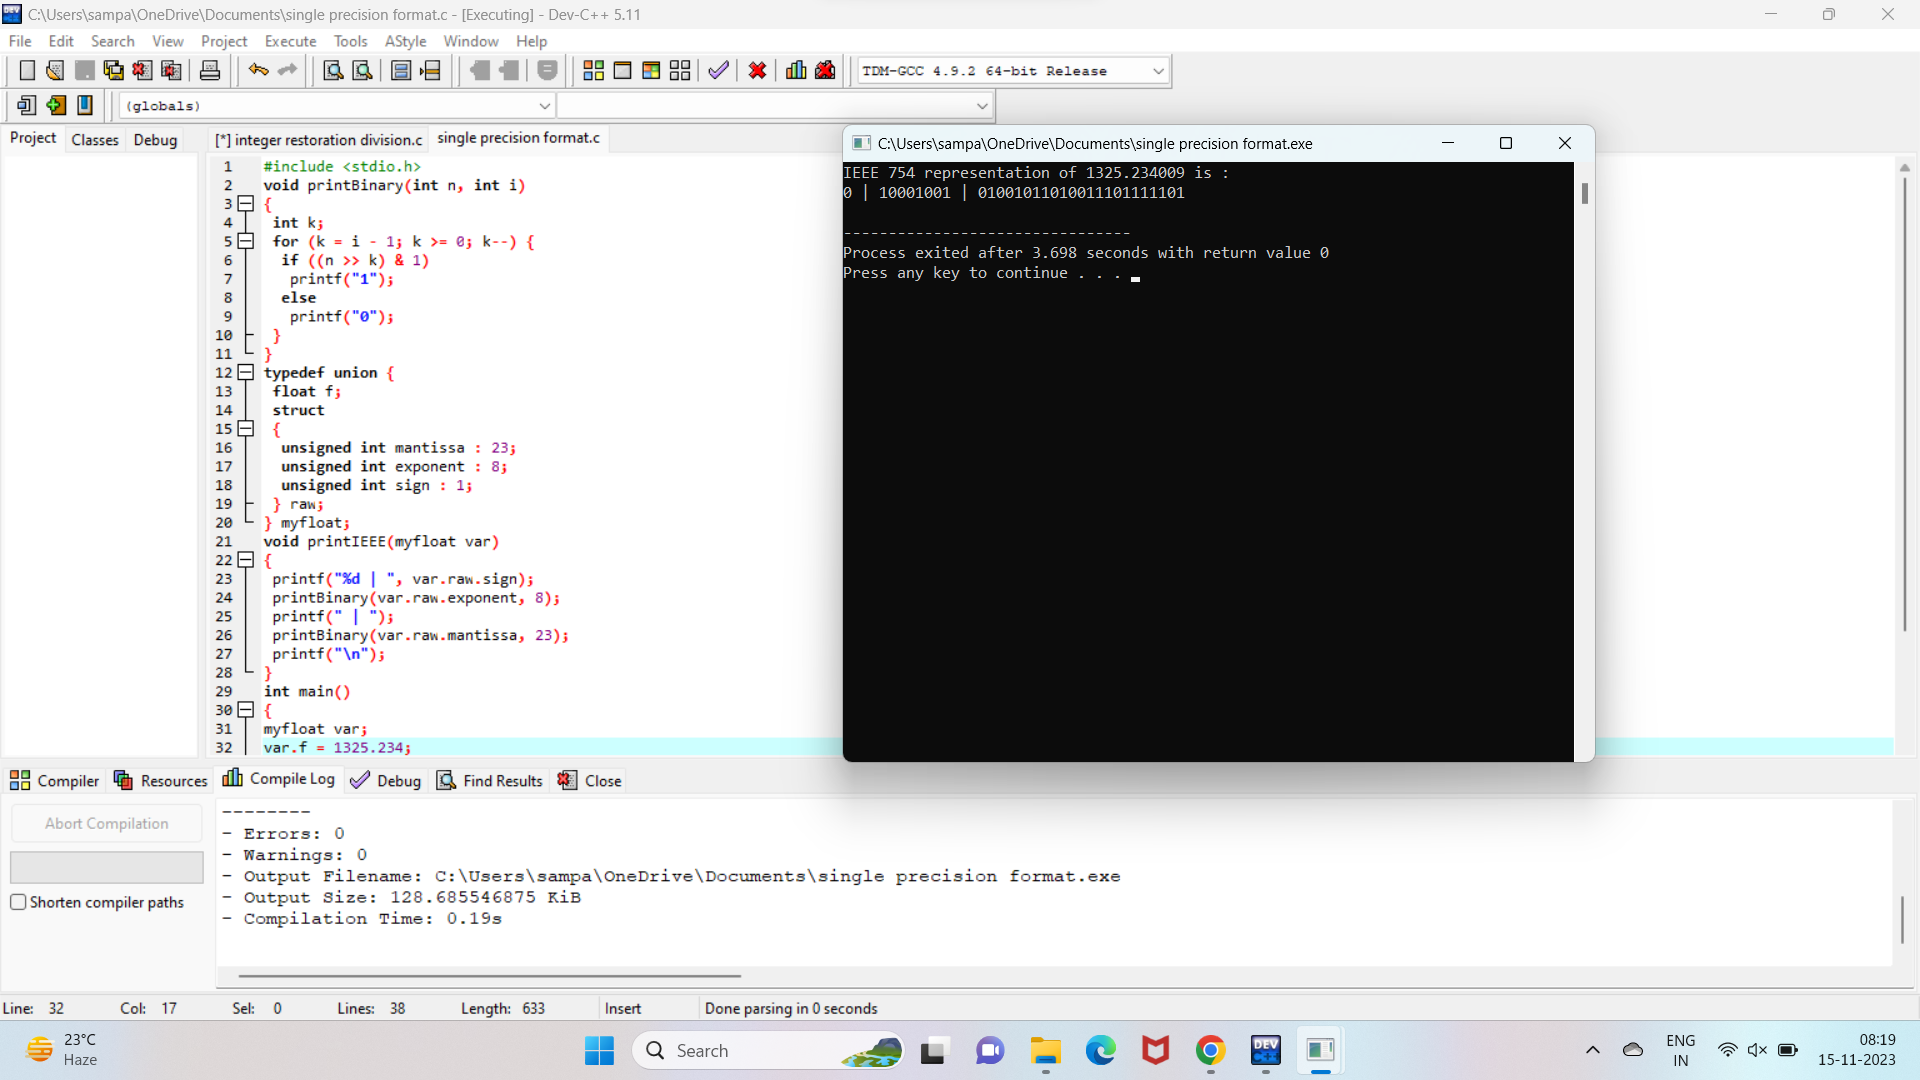 C:\Users\sampa\OneDrive\Documents\single precision format.c - [Executing] - Dev-C++ 5.11
File Edit Search View Project Execute Tools AStyle Window Help
TDM-GCC 4.9.2 64-bit Release
(globals)
Project Classes Debug
[*] integer restoration division.c single precision format.c
1 #include <stdio.h>
2 void printBinary(int n, int i)
3 {
4 int k;
5 for (k = i - 1; k >= 0; k--) {
6 if ((n >> k) & 1)
7 printf("1");
8 else
9 printf("0");
10 }
11 }
12 typedef union {
13 float f;
14 struct
15 {
16 unsigned int mantissa : 23;
17 unsigned int exponent : 8;
18 unsigned int sign : 1;
19 } raw;
20 } myfloat;
21 void printIEEE(myfloat var)
22 {
23 printf("%d | ", var.raw.sign);
24 printBinary(var.raw.exponent, 8);
25 printf(" | ");
26 printBinary(var.raw.mantissa, 23);
27 printf("\n");
28 }
29 int main()
30 {
31 myfloat var;
32 var.f = 1325.234;
C:\Users\sampa\OneDrive\Documents\single precision format.exe
IEEE 754 representation of 1325.234009 is :
0 | 10001001 | 01001011010011101111101
--------------------------------
Process exited after 3.698 seconds with return value 0
Press any key to continue . . .
Compiler Resources Compile Log Debug Find Results Close
Abort Compilation
Shorten compiler paths
--------
- Errors: 0
- Warnings: 0
- Output Filename: C:\Users\sampa\OneDrive\Documents\single precision format.exe
- Output Size: 128.685546875 KiB
- Compilation Time: 0.19s
Line: 32 Col: 17 Sel: 0 Lines: 38 Length: 633 Insert Done parsing in 0 seconds
23°C
Haze
Search
DEV
ENG
IN
08:19
15-11-2023